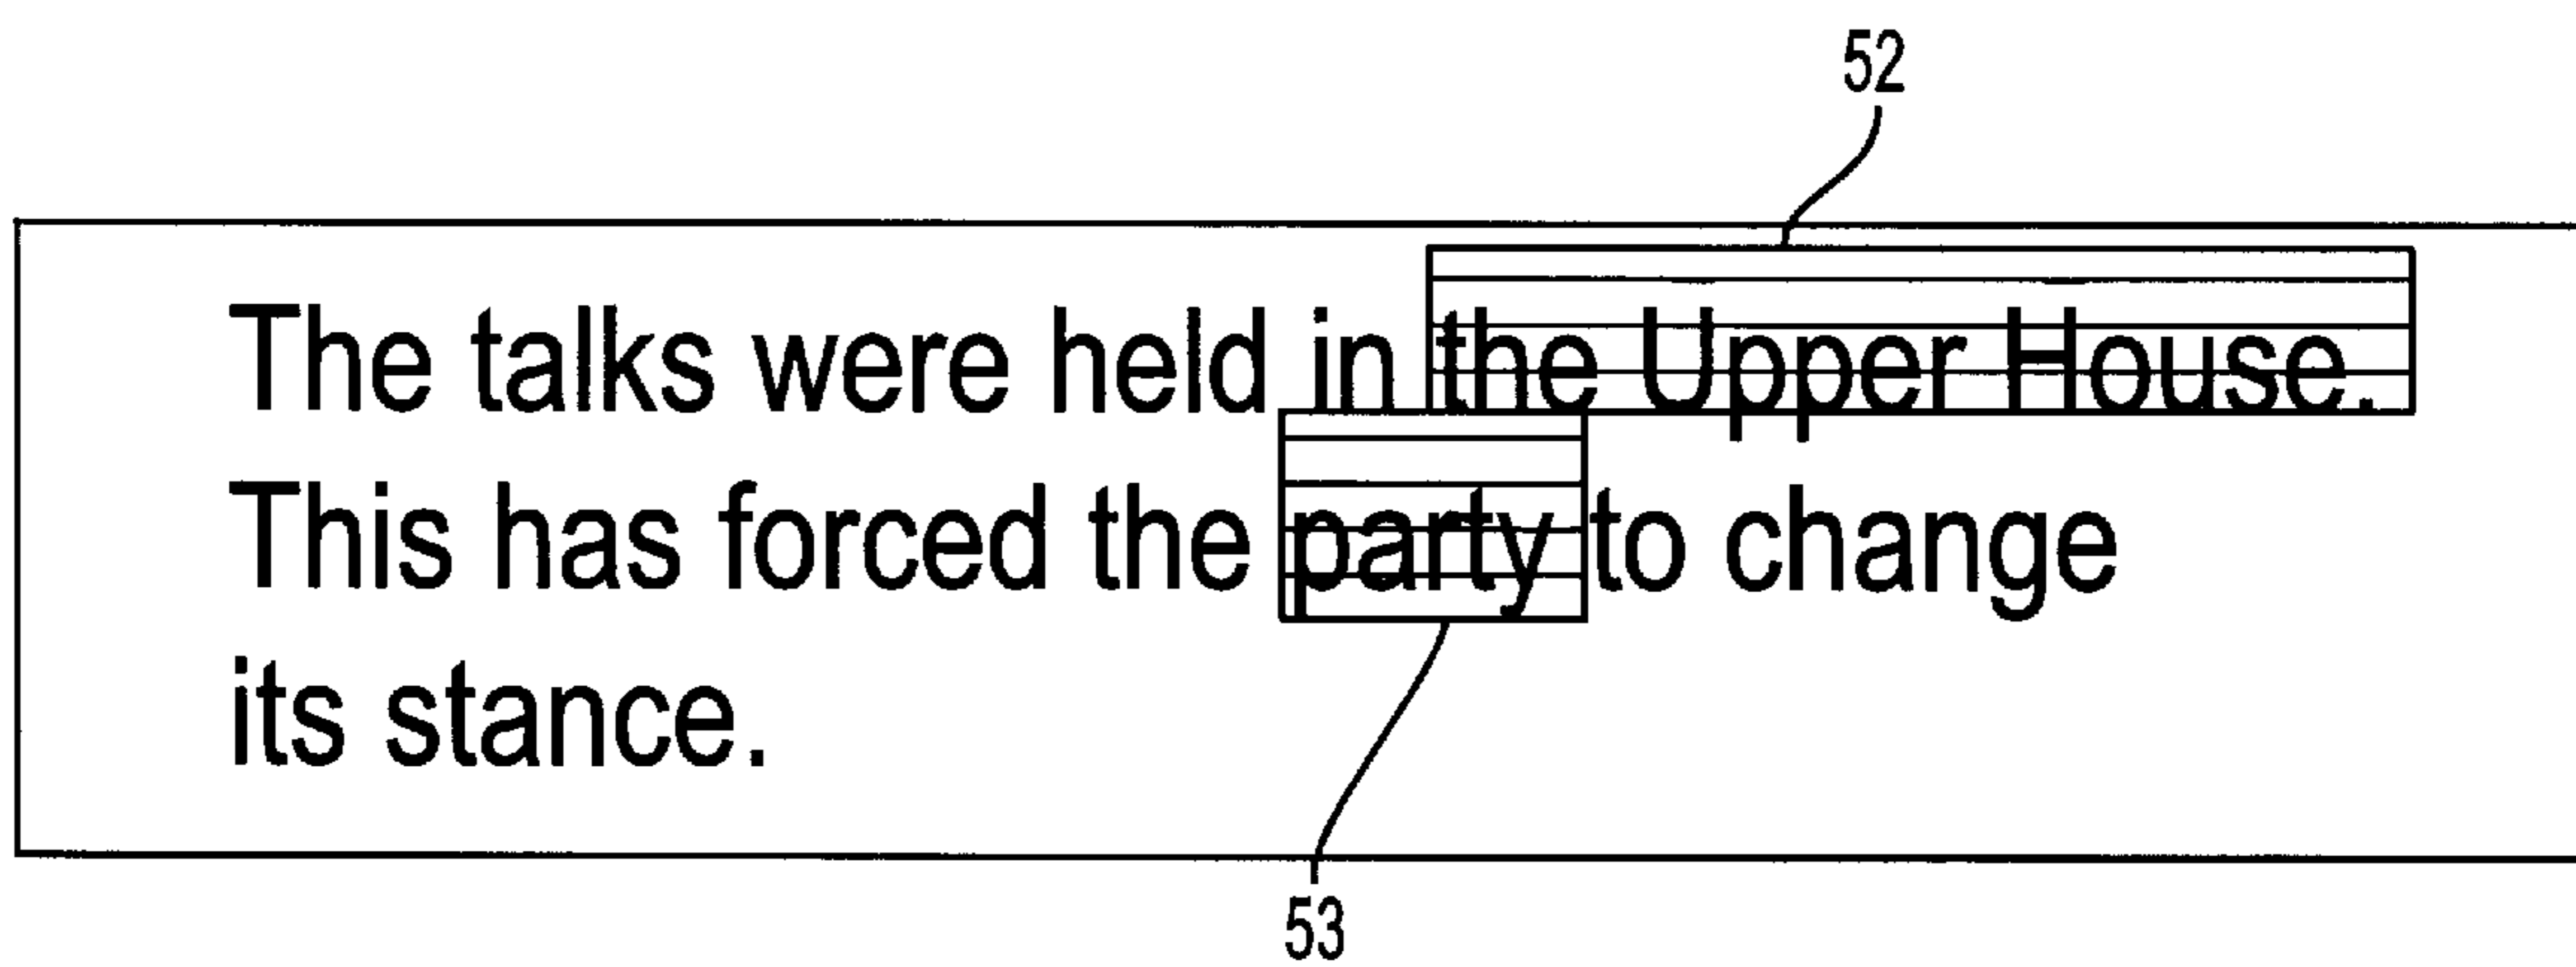 52
The talks were held in the Upper House.
This has forced the party to change
its stance.
53